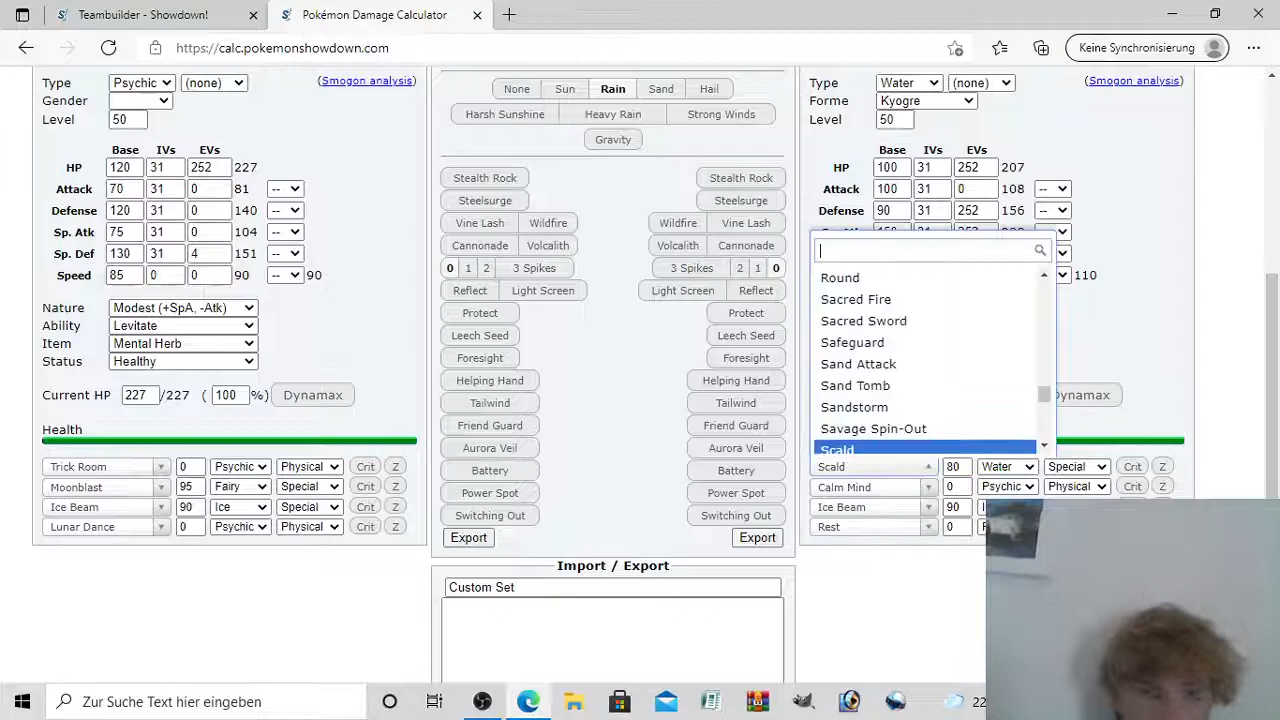 Teambuilder - Showdown!
Pokémon Damage Calculator
https://calc.pokemonshowdown.com
Keine Synchronisierung
Type Psychic (none) (Smogon analysis)
Gender
Level 50
Base IVs EVs
HP 120 31 252 227
Attack 70 31 0 81 --
Defense 120 31 0 140 --
Sp. Atk 75 31 0 104 --
Sp. Def 130 31 4 151 --
Speed 85 0 0 90 -- 90
Nature Modest (+SpA, -Atk)
Ability Levitate
Item Mental Herb
Status Healthy
Current HP 227 /227 ( 100 %) Dynamax
Health
Trick Room 0 Psychic Physical Crit Z
Moonblast 95 Fairy Special Crit Z
Ice Beam 90 Ice Special Crit Z
Lunar Dance 0 Psychic Physical Crit Z
None Sun Rain Sand Hail
Harsh Sunshine Heavy Rain Strong Winds
Gravity
Stealth Rock Stealth Rock
Steelsurge Steelsurge
Vine Lash Wildfire Wildfire Vine Lash
Cannonade Volcalith Volcalith Cannonade
0 1 2 3 Spikes 3 Spikes 2 1 0
Reflect Light Screen Light Screen Reflect
Protect Protect
Leech Seed Leech Seed
Foresight Foresight
Helping Hand Helping Hand
Tailwind Tailwind
Friend Guard Friend Guard
Aurora Veil Aurora Veil
Battery Battery
Power Spot Power Spot
Switching Out Switching Out
Export Export
Import / Export
Custom Set
Type Water (none) (Smogon analysis)
Forme Kyogre
Level 50
Base IVs EVs
HP 100 31 252 207
Attack 100 31 0 108 --
Defense 90 31 252 156 --
110
Round
Sacred Fire
Sacred Sword
Safeguard
Sand Attack
Sand Tomb
Sandstorm
Savage Spin-Out
Scald
Dynamax
Scald 80 Water Special Crit Z
Calm Mind 0 Psychic Physical Crit Z
Ice Beam 90
Rest 0
Zur Suche Text hier eingeben
22